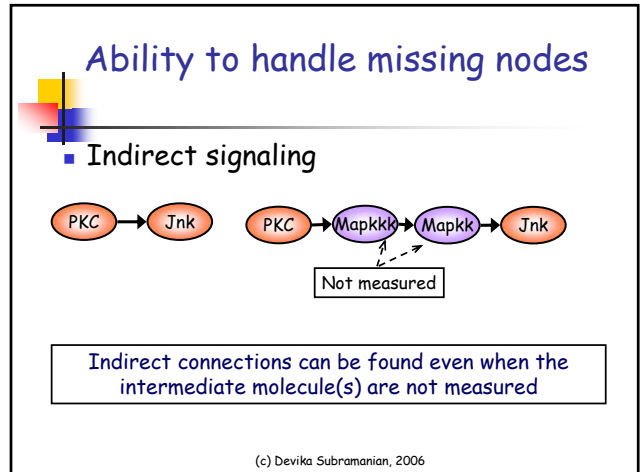 Ability to handle missing nodes
Indirect signaling
PKC Jnk PKC Mapkkk Mapkk Jnk
Not measured
Indirect connections can be found even when the
intermediate molecule(s) are not measured
(c) Devika Subramanian, 2006